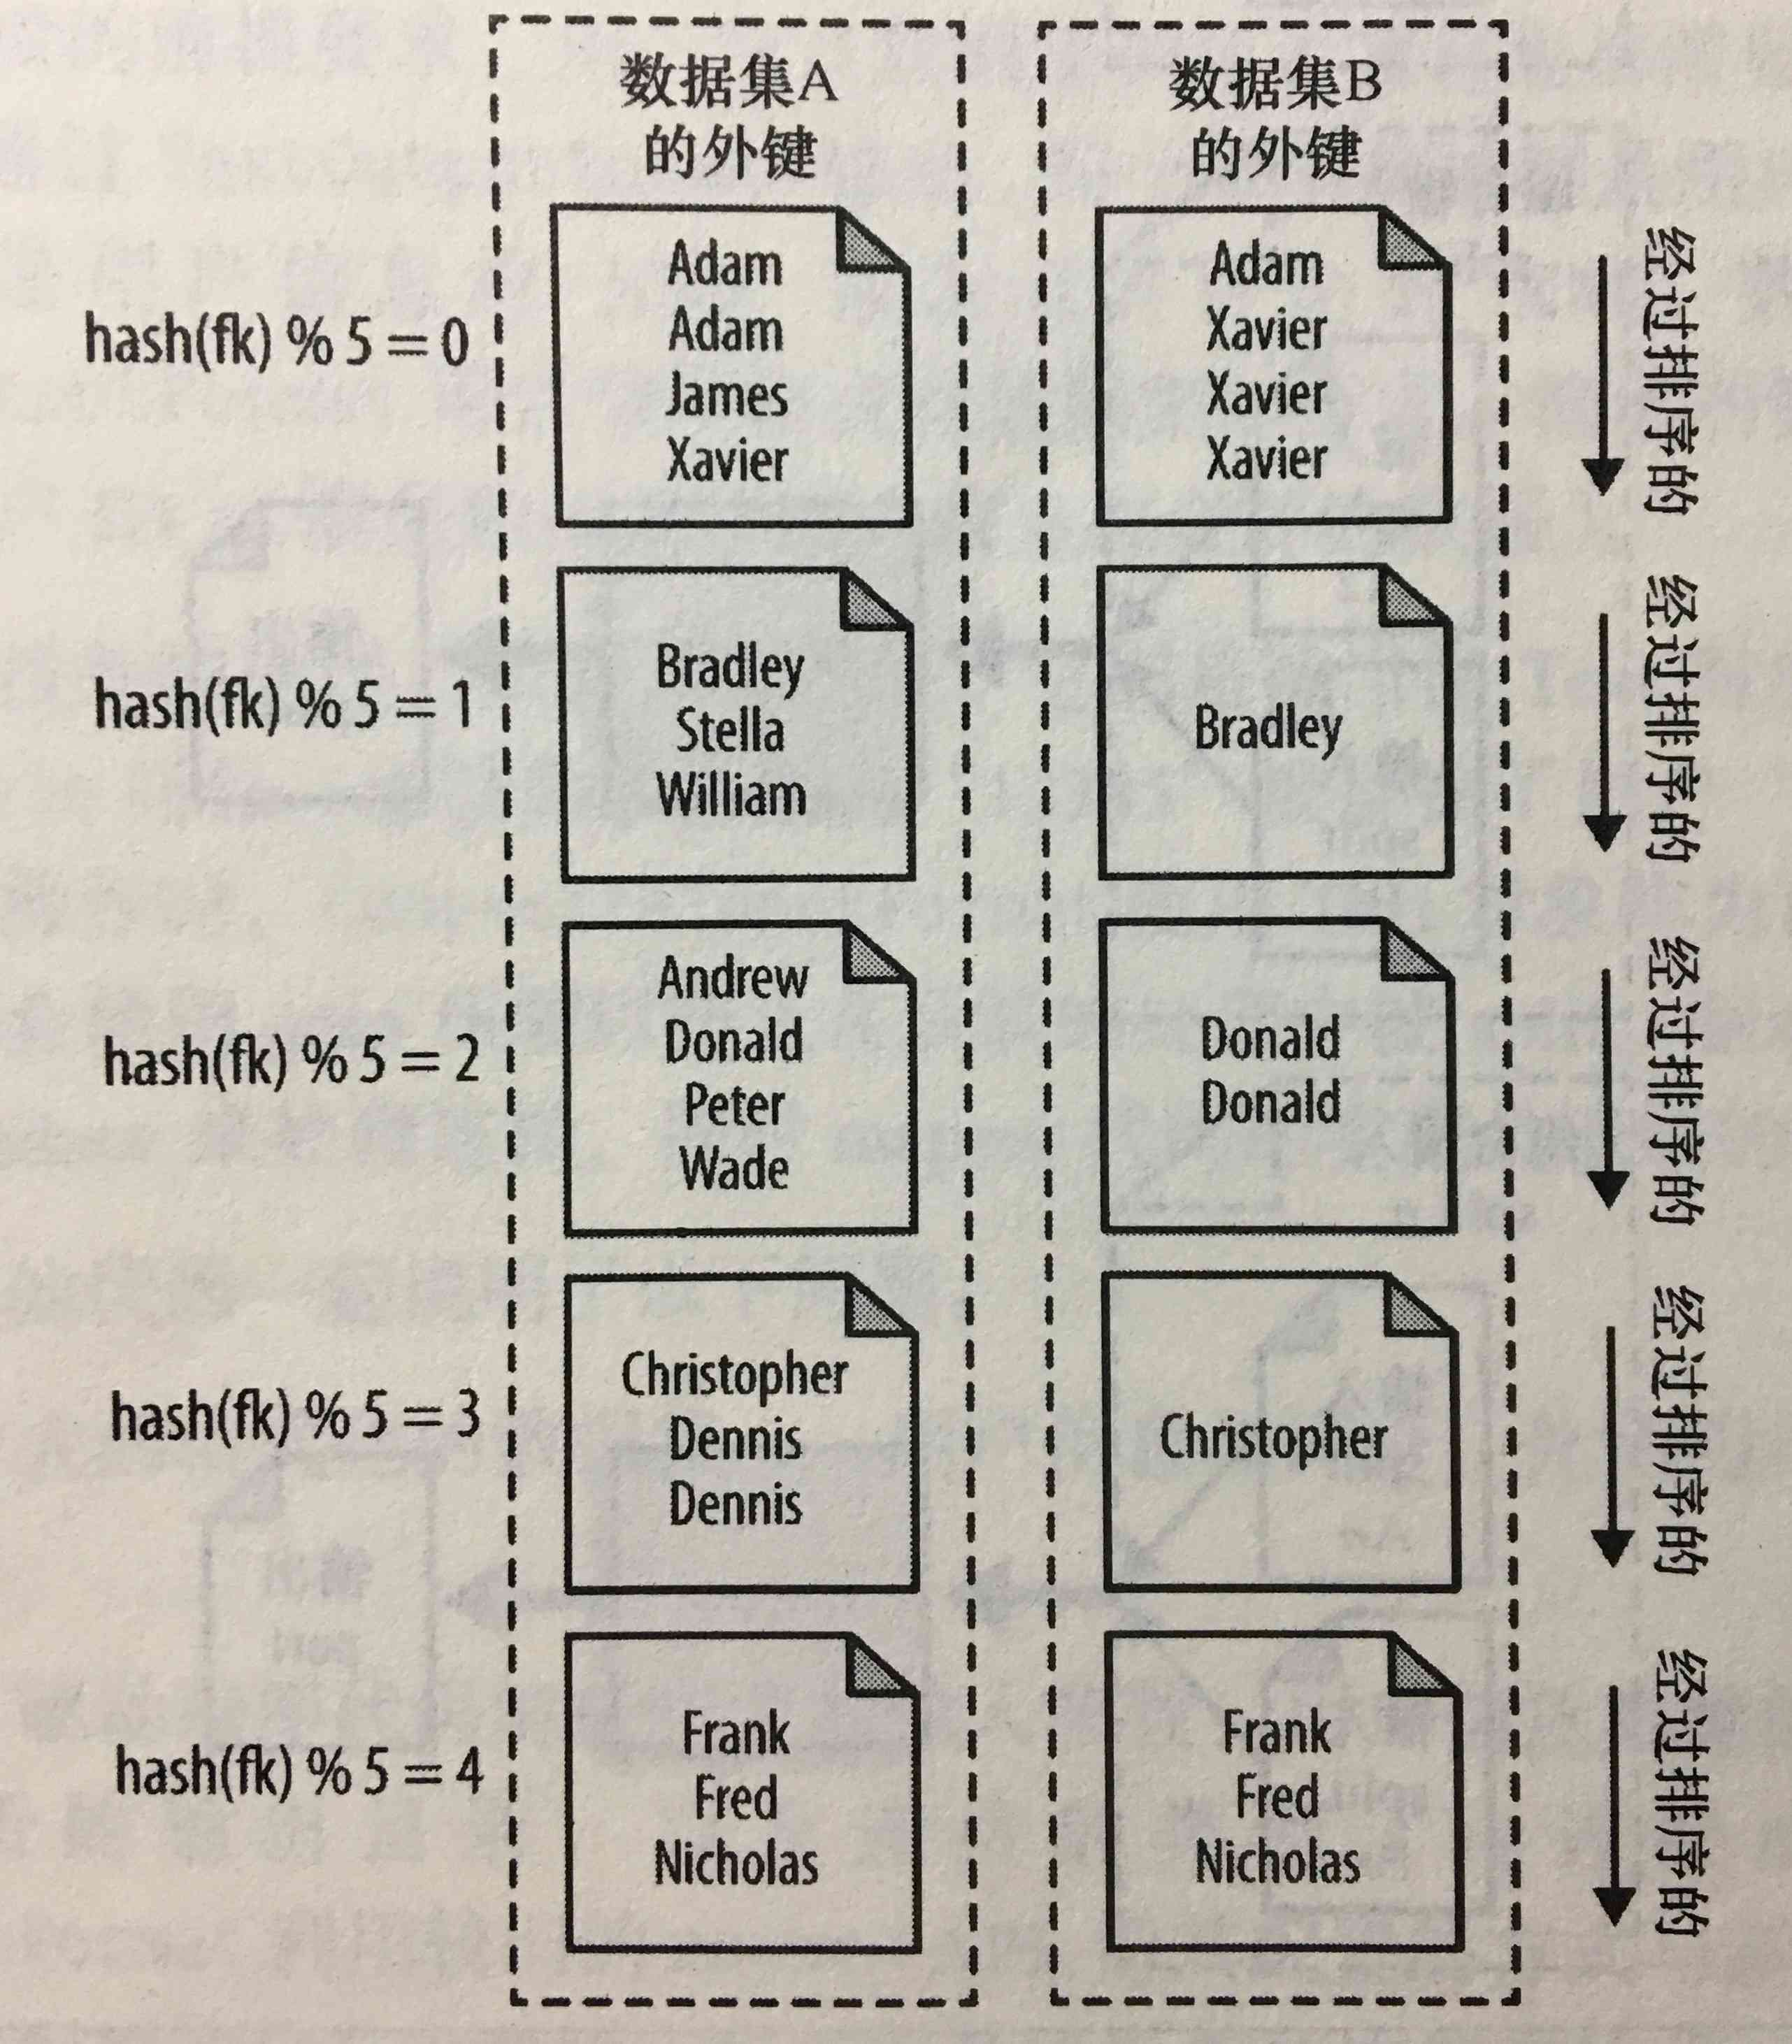 数据集A
的外键
数据集B
的外键
hash(fk) % 5 = 0
Adam
Adam
James
Xavier
Adam
Xavier
Xavier
Xavier
经过排序的
hash(fk) % 5 = 1
Bradley
Stella
William
Bradley
经过排序的
hash(fk) % 5 = 2
Andrew
Donald
Peter
Wade
Donald
Donald
经过排序的
hash(fk) % 5 = 3
Christopher
Dennis
Dennis
Christopher
经过排序的
hash(fk) % 5 = 4
Frank
Fred
Nicholas
Frank
Fred
Nicholas
经过排序的